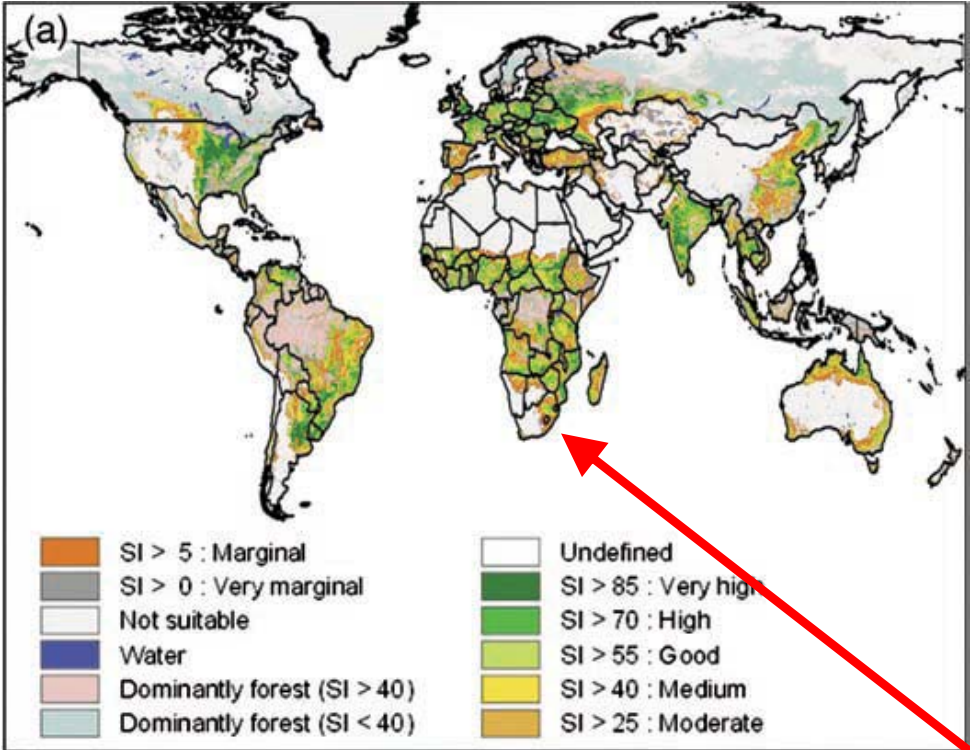 (a)
SI > 5 : Marginal
SI > 0 : Very marginal
Not suitable
Water
Dominantly forest (SI > 40)
Dominantly forest (SI < 40)
Undefined
SI > 85 : Very high
SI > 70 : High
SI > 55 : Good
SI > 40 : Medium
SI > 25 : Moderate